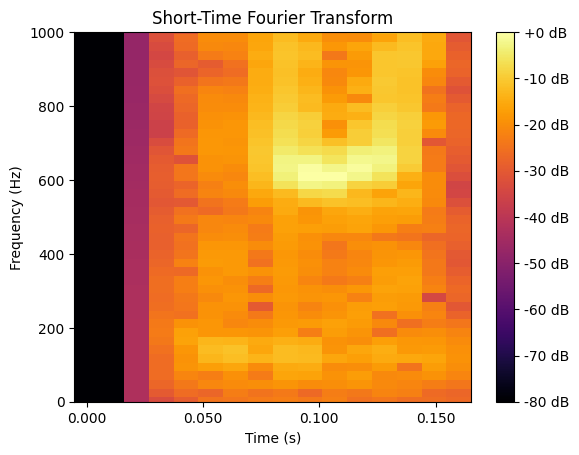 Short-Time Fourier Transform
1000
800
600
400
200
0
Frequency (Hz)
0.000
0.050
0.100
0.150
Time (s)
+0 dB
-10 dB
-20 dB
-30 dB
-40 dB
-50 dB
-60 dB
-70 dB
-80 dB